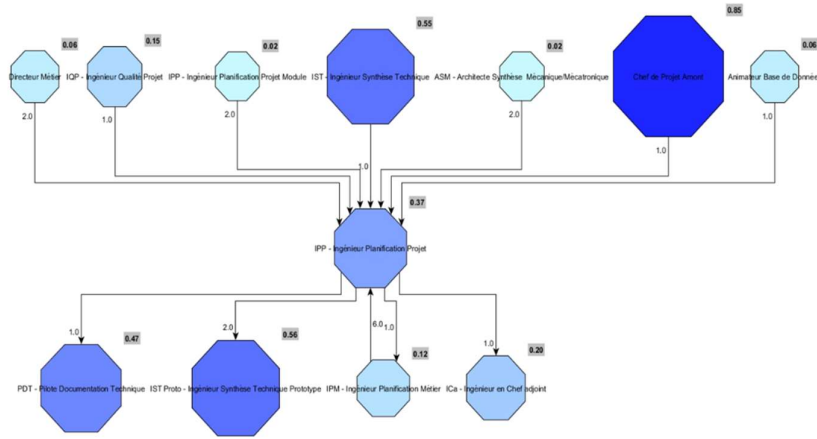 0.06
0.15
0.02
0.55
0.02
0.85
0.06
Directeur Métier
IQP - Ingénieur Qualité Projet
IPP - Ingénieur Planification Projet Module
IST - Ingénieur Synthèse Technique
ASM - Architecte Synthèse Mécanique/Mécatronique
Chef de Projet Amont
Animateur Base de Donnée
2.0
1.0
2.0
1.0
2.0
1.0
1.0
0.37
IPP - Ingénieur Planification Projet
1.0
2.0
6.0
1.0
1.0
0.47
0.56
0.12
0.20
PDT - Pilote Documentation Technique
IST Proto - Ingénieur Synthèse Technique Prototype
IPM - Ingénieur Planification Métier
ICa - Ingénieur en Chef adjoint